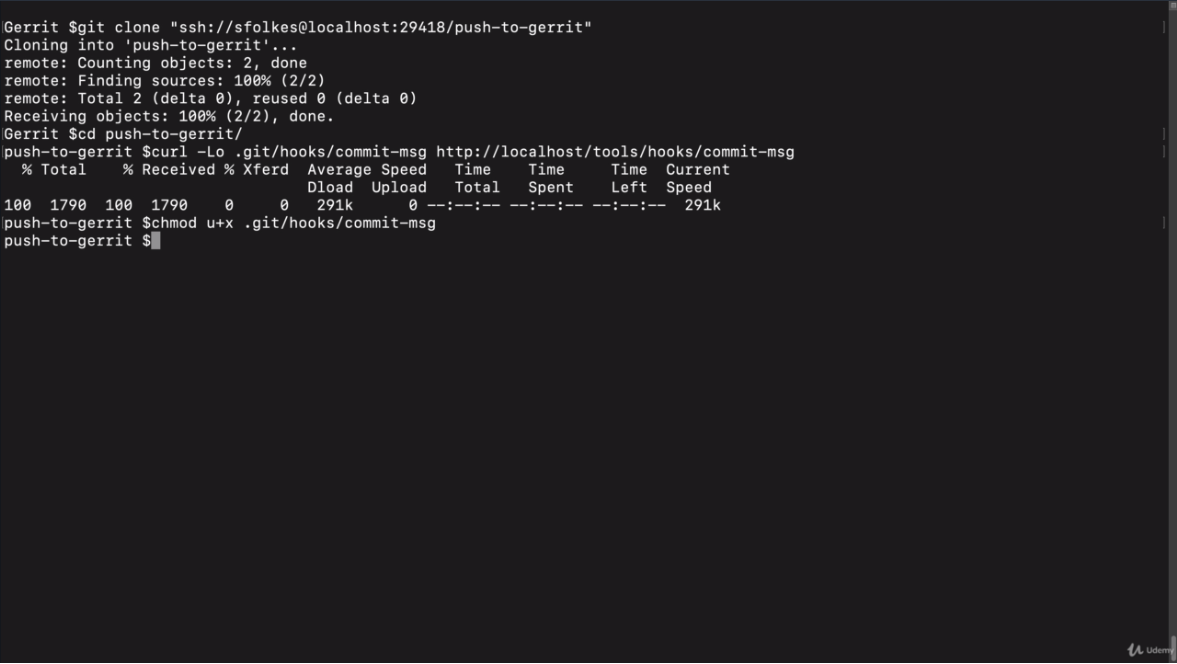 Gerrit $git clone "ssh://sfolkes@localhost:29418/push-to-gerrit"
Cloning into 'push-to-gerrit'...
remote: Counting objects: 2, done
remote: Finding sources: 100% (2/2)
remote: Total 2 (delta 0), reused 0 (delta 0)
Receiving objects: 100% (2/2), done.
Gerrit $cd push-to-gerrit/
push-to-gerrit $curl -Lo .git/hooks/commit-msg http://localhost/tools/hooks/commit-msg
% Total % Received % Xferd Average Speed Time Time Time Current
Dload Upload Total Spent Left Speed
100 1790 100 1790 0 0 291k 0 --:--:-- --:--:-- --:--:-- 291k
push-to-gerrit $chmod u+x .git/hooks/commit-msg
push-to-gerrit $
Udemy